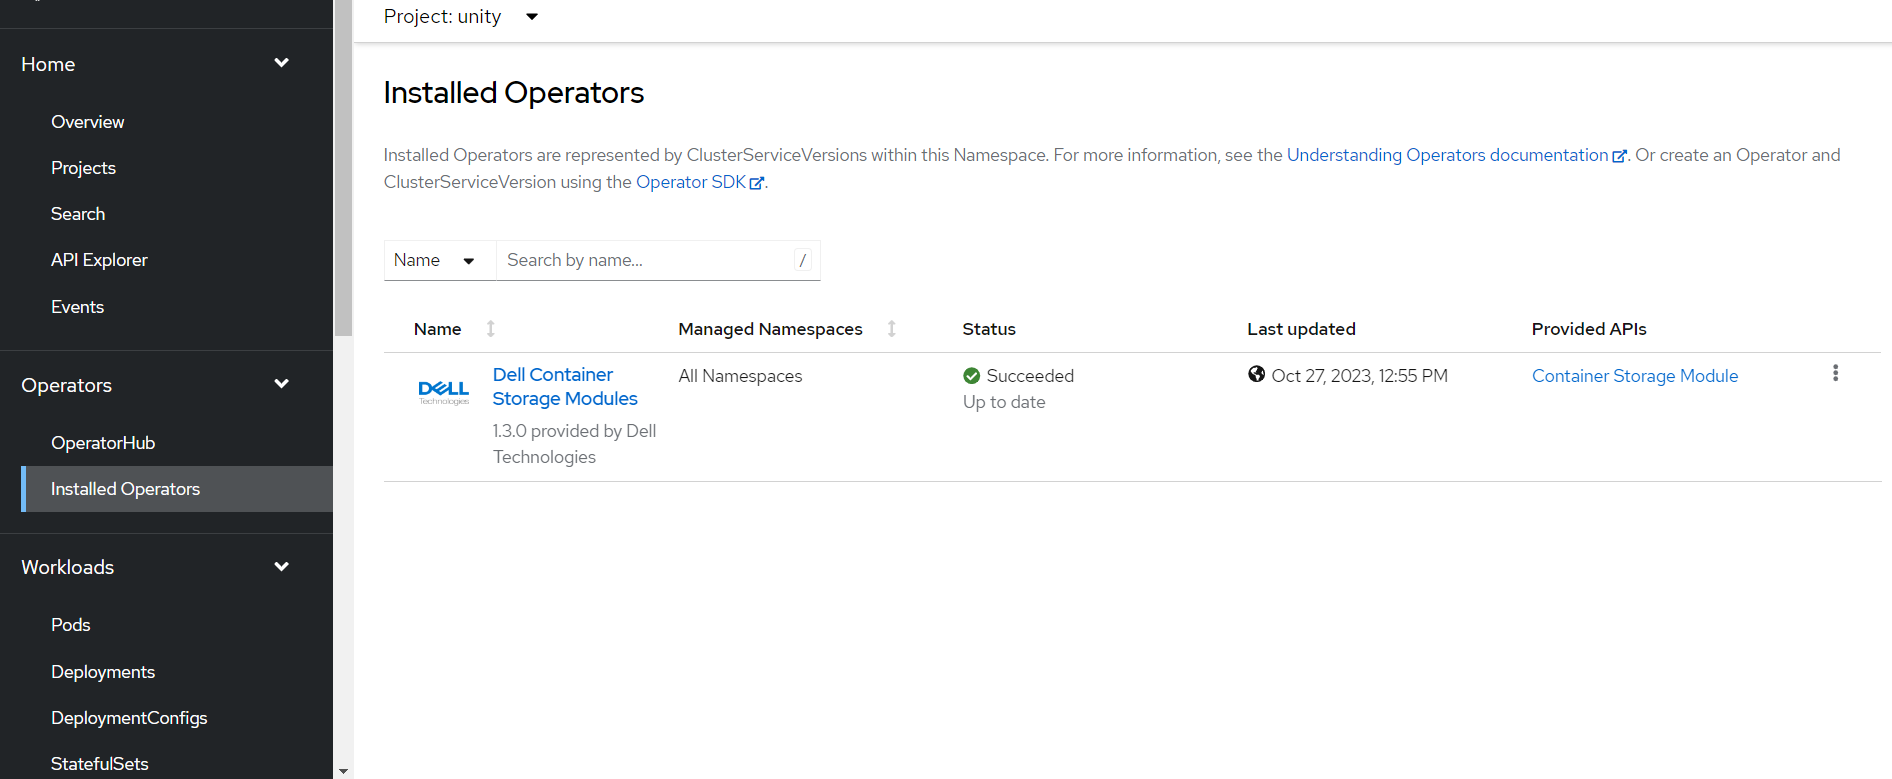 Project: unity
Home
Overview
Projects
Search
API Explorer
Events
Operators
OperatorHub
Installed Operators
Workloads
Pods
Deployments
DeploymentConfigs
StatefulSets
Installed Operators
Installed Operators are represented by ClusterServiceVersions within this Namespace. For more information, see the Understanding Operators documentation. Or create an Operator and
ClusterServiceVersion using the Operator SDK.
Name
Search by name...
/
Name
Managed Namespaces
Status
Last updated
Provided APIs
DELL
Technologies
Dell Container
Storage Modules
1.3.0 provided by Dell
Technologies
All Namespaces
Succeeded
Up to date
Oct 27, 2023, 12:55 PM
Container Storage Module